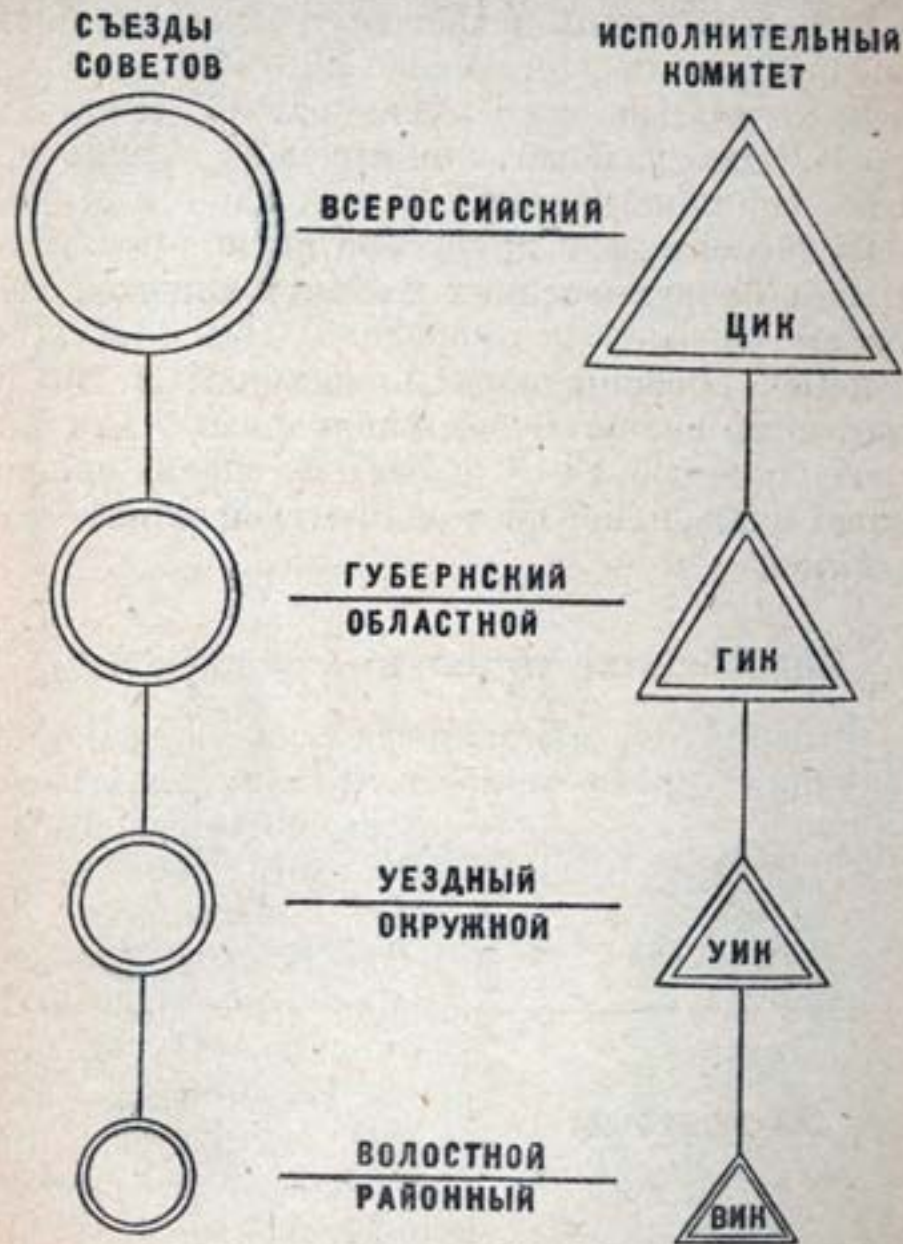 СЪЕЗДЫ
СОВЕТОВ
ИСПОЛНИТЕЛЬНЫЙ
КОМИТЕТ
ВСЕРОССИЙСКИЙ
ЦИК
ГУБЕРНСКИЙ
ОБЛАСТНОЙ
ГИК
УЕЗДНЫЙ
ОКРУЖНОЙ
УИК
ВОЛОСТНОЙ
РАЙОННЫЙ
ВИК